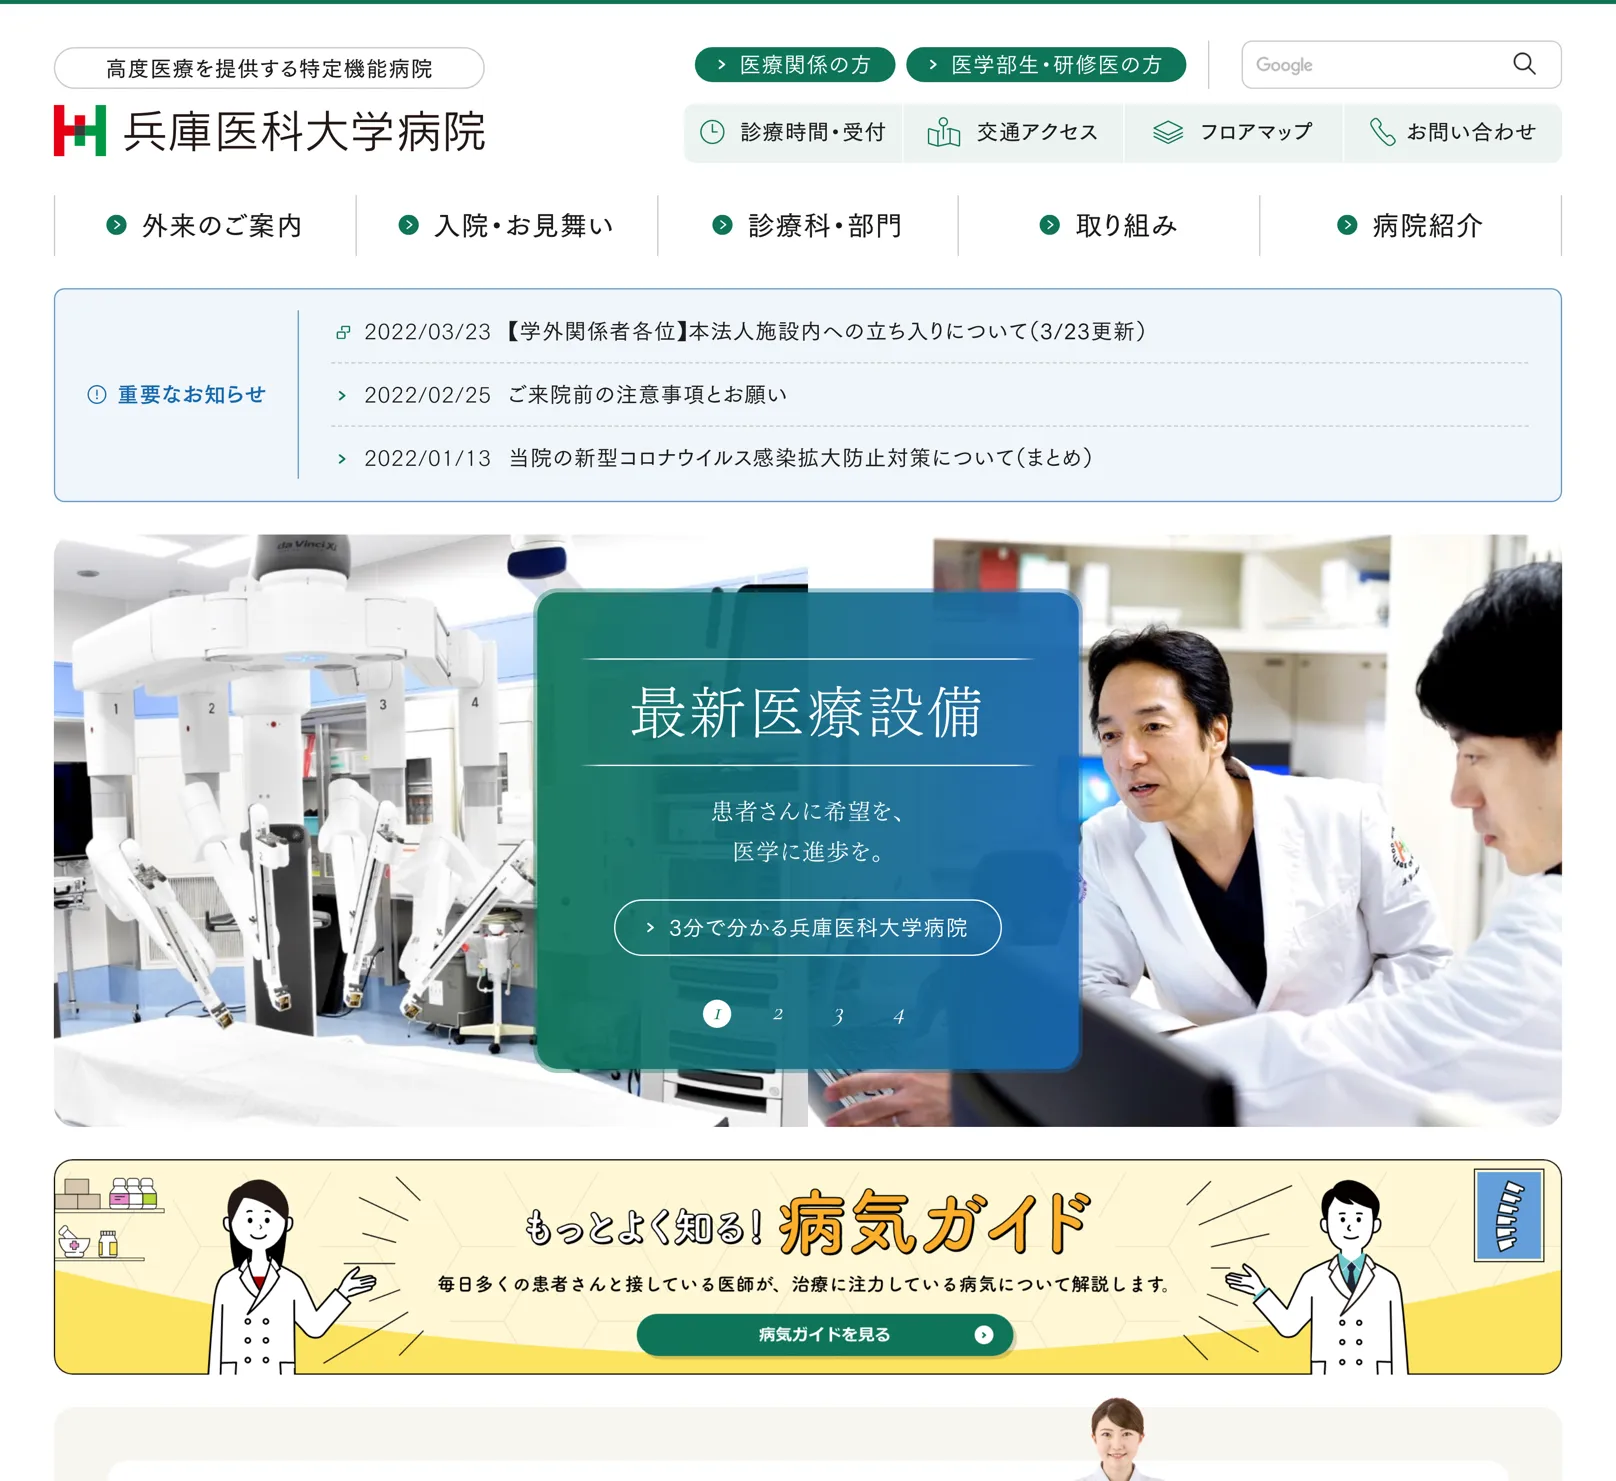 高度医療を提供する特定機能病院
兵庫医科大学病院
医療関係の方
医学部生・研修医の方
Google
診療時間・受付
交通アクセス
フロアマップ
お問い合わせ
外来のご案内
入院・お見舞い
診療科・部門
取り組み
病院紹介
重要なお知らせ
2022/03/23 【学外関係者各位】本法人施設内への立ち入りについて(3/23更新)
2022/02/25 ご来院前の注意事項とお願い
2022/01/13 当院の新型コロナウイルス感染拡大防止対策について(まとめ)
da Vinci Xi
1 2 3 4
最新医療設備
患者さんに希望を、
医学に進歩を。
3分で分かる兵庫医科大学病院
1 2 3 4
もっとよく知る! 病気ガイド
毎日多くの患者さんと接している医師が、治療に注力している病気について解説します。
病気ガイドを見る